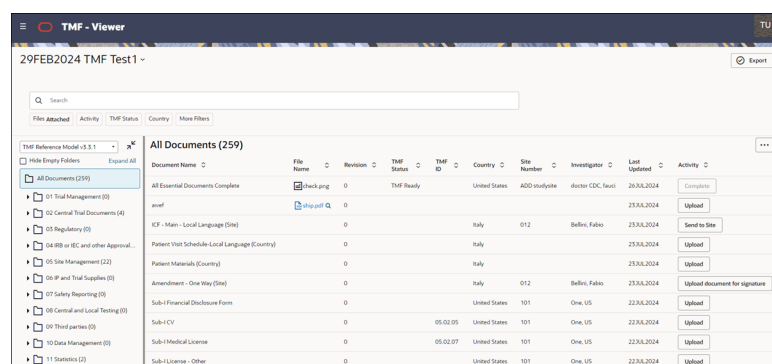 TMF - Viewer
TU
29FEB2024 TMF Test1
Export
Search
Files Attached
Activity
TMF Status
Country
More Filters
TMF Reference Model v3.3.1
Hide Empty Folders
Expand All
All Documents (259)
01 Trial Management (0)
02 Central Trial Documents (4)
03 Regulatory (0)
04 IRB or IEC and other Approval...
05 Site Management (22)
06 IP and Trial Supplies (0)
07 Safety Reporting (0)
08 Central and Local Testing (0)
09 Third parties (0)
10 Data Management (0)
11 Statistics (2)
All Documents (259)
Document Name File Name Revision TMF Status TMF ID Country Site Number Investigator Last Updated Activity
All Essential Documents Complete check.png 0 TMF Ready United States ADD-studysite doctor CDC, fauci 26JUL2024 Complete
avef ship.pdf 0 23JUL2024 Upload
ICF - Main - Local Language (Site) 0 Italy 012 Bellini, Fabio 23JUL2024 Send to Site
Patient Visit Schedule-Local Language (Country) 0 Italy 23JUL2024 Upload
Patient Materials (Country) 0 Italy 23JUL2024 Upload
Amendment - One Way (Site) 0 Italy 012 Bellini, Fabio 23JUL2024 Upload document for signature
Sub-I Financial Disclosure Form 0 United States 101 One, US 22JUL2024 Upload
Sub-I CV 0 05.02.05 United States 101 One, US 22JUL2024 Upload
Sub-I Medical License 0 05.02.07 United States 101 One, US 22JUL2024 Upload
Sub-I License - Other 0 United States 101 One, US 22JUL2024 Upload